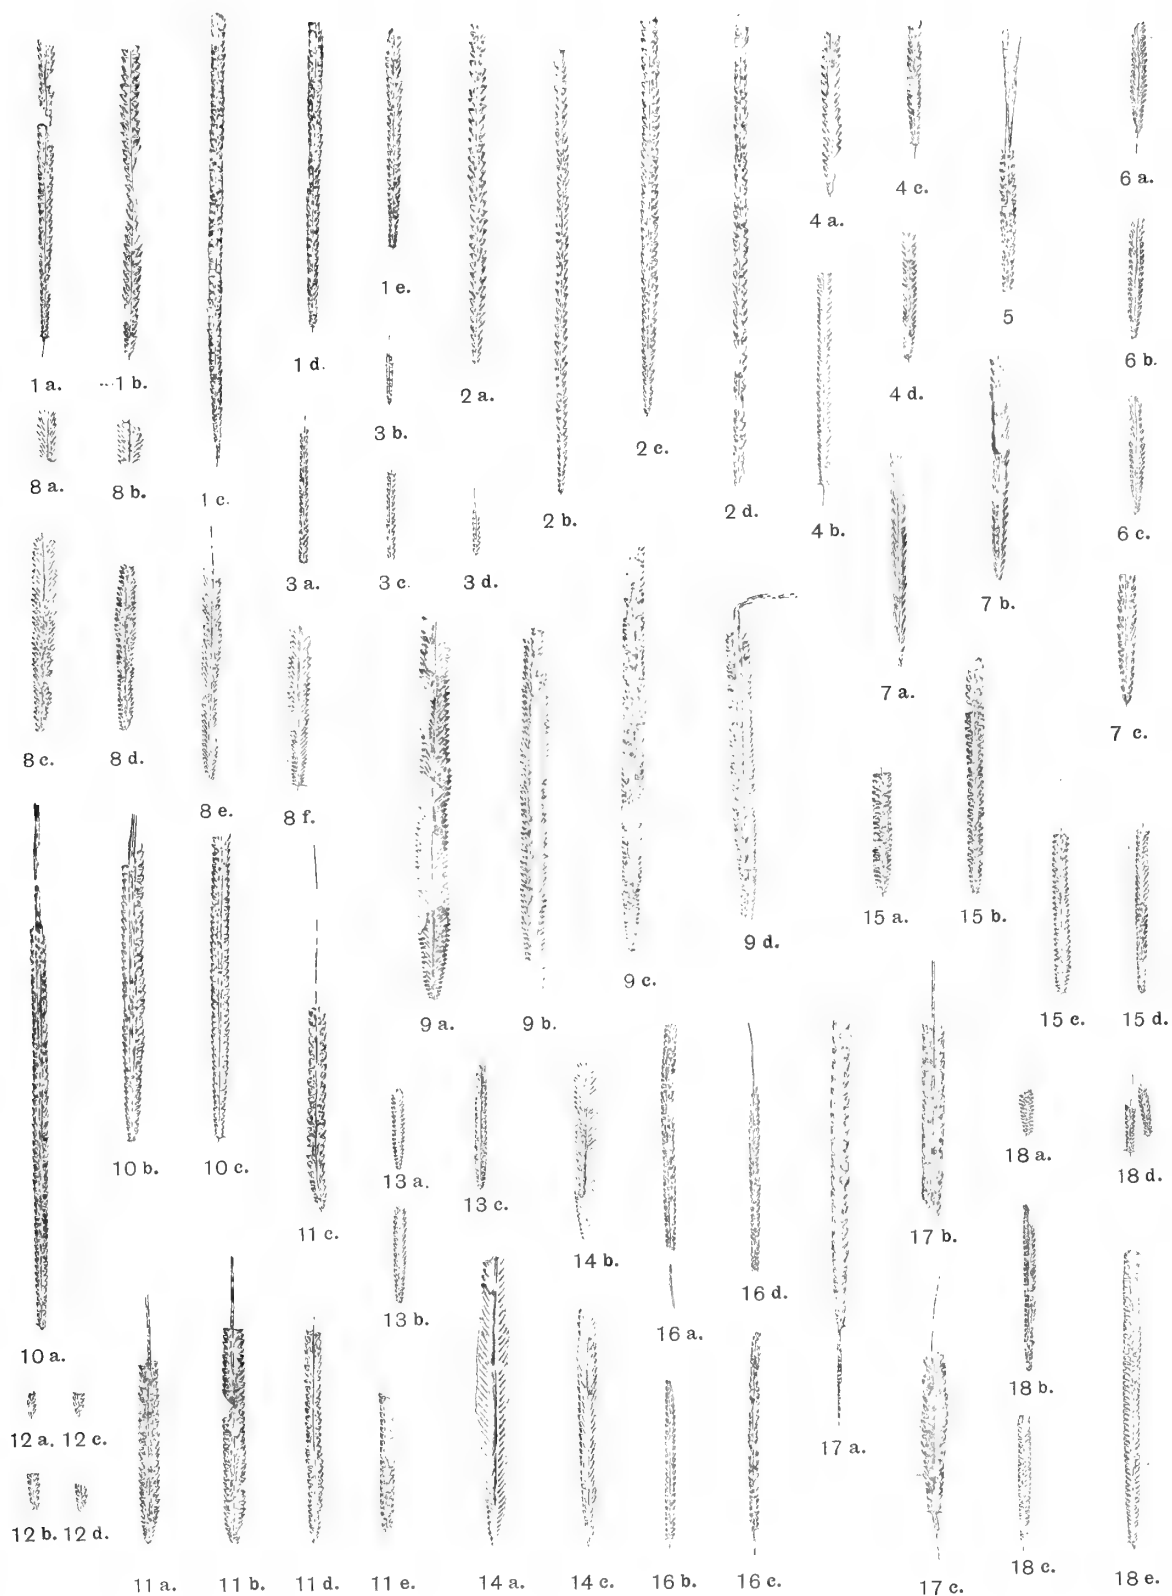 4 c.
6 a.
4 a.
1 e.
5
1 a.
1 b.
1 d.
2 a.
4 d.
6 b.
3 b.
2 c.
8 a.
8 b.
1 c.
2 b.
2 d.
4 b.
6 c.
3 a.
3 c.
3 d.
7 b.
7 a.
7 c.
8 c.
8 d.
8 e.
8 f.
15 a.
15 b.
9 d.
9 c.
9 a.
9 b.
15 c.
15 d.
10 b.
10 c.
13 a.
18 a.
18 d.
13 c.
11 c.
17 b.
14 b.
16 d.
13 b.
16 a.
10 a.
18 b.
12 a. 12 c.
17 a.
12 b. 12 d.
18 c.
11 a.
11 b.
11 d.
11 e.
14 a.
14 c.
16 b.
16 c.
17 c.
18 e.